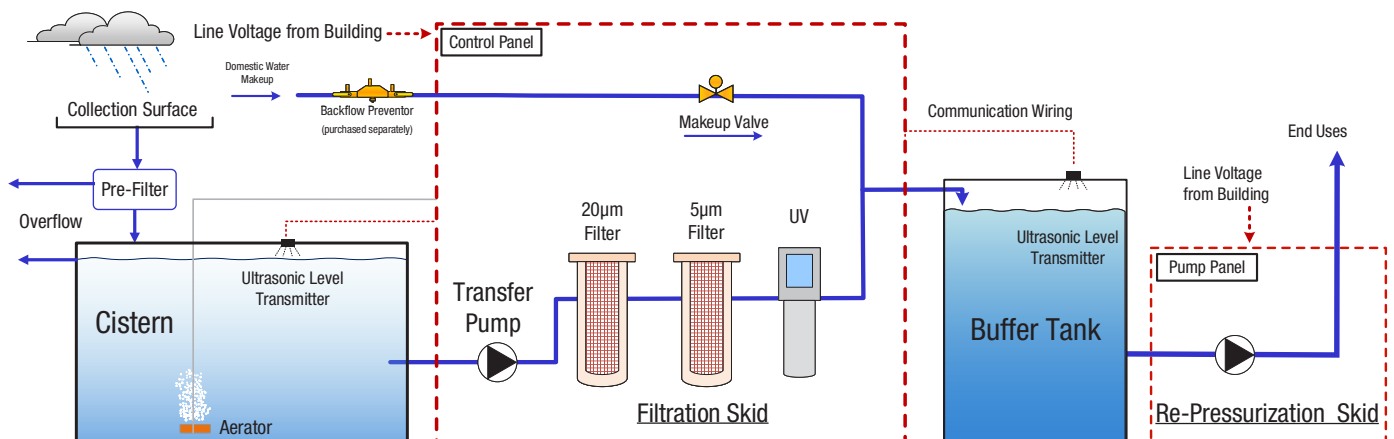 Line Voltage from Building
Control Panel
Domestic Water
Makeup
Backflow Preventor
(purchased separately)
Makeup Valve
Communication Wiring
End Uses
Collection Surface
Pre-Filter
Overflow
Line Voltage
from Building
20µm
Filter
5µm
Filter
UV
Ultrasonic Level
Transmitter
Ultrasonic Level
Transmitter
Pump Panel
Cistern
Transfer
Pump
Buffer Tank
Aerator
Filtration Skid
Re-Pressurization Skid